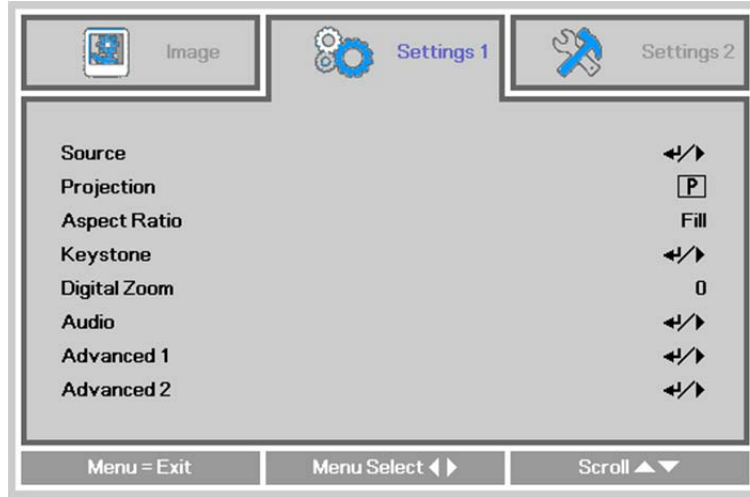 Image Settings 1 Settings 2
Source ↵/▶
Projection P
Aspect Ratio Fill
Keystone ↵/▶
Digital Zoom 0
Audio ↵/▶
Advanced 1 ↵/▶
Advanced 2 ↵/▶
Menu = Exit Menu Select ◀▶ Scroll ▲▼